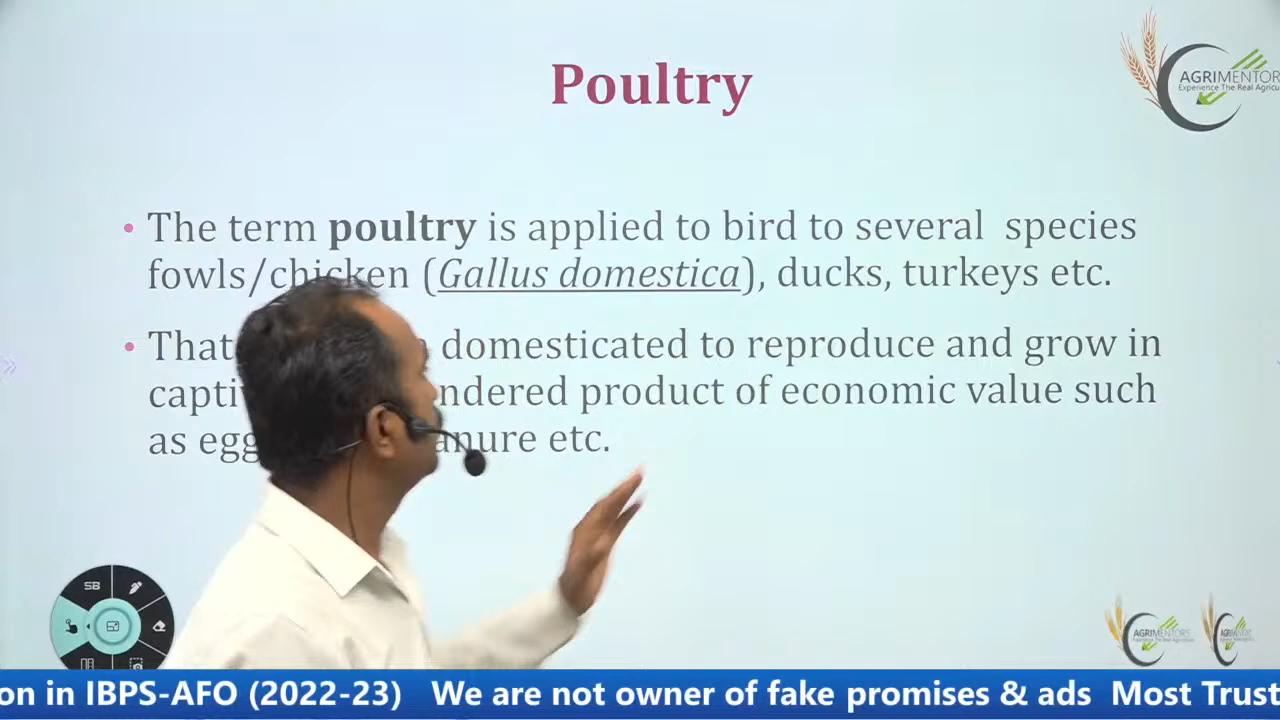 Poultry
AGRIMENTORS
Experience The Real Agricu
• The term poultry is applied to bird to several species
fowls/chicken (Gallus domestica), ducks, turkeys etc.
• That domesticated to reproduce and grow in
capti ndered product of economic value such
as egg anure etc.
SB
AGRIMENTORS
on in IBPS-AFO (2022-23) We are not owner of fake promises & ads Most Trust